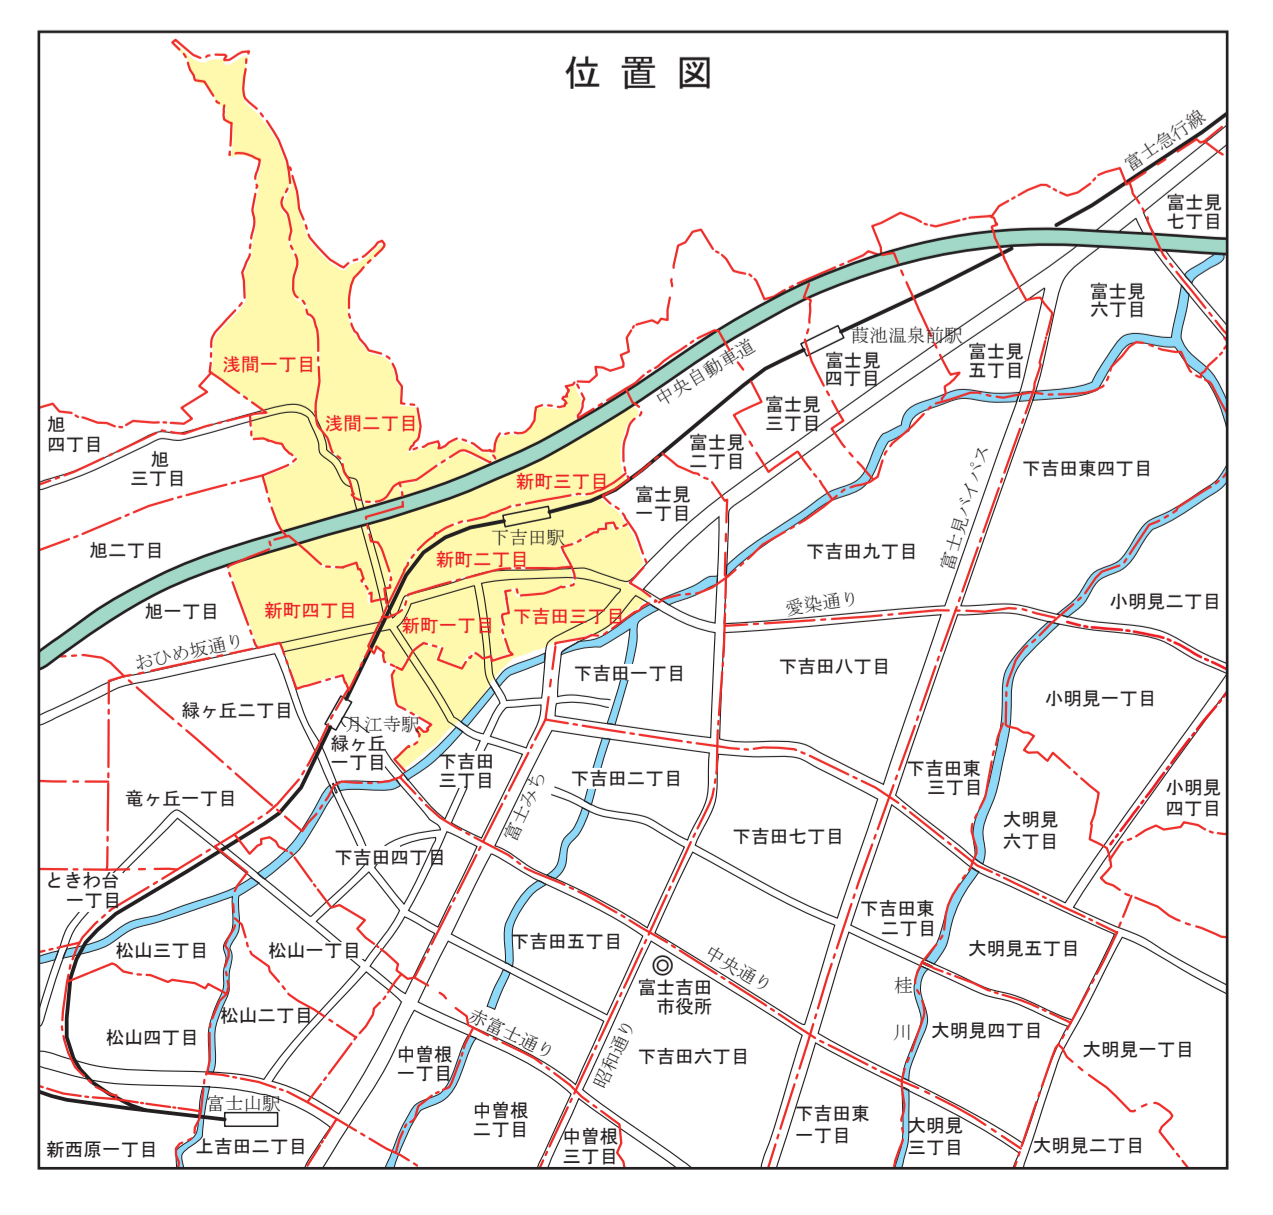 位置図
富士急行線
富士見
七丁目
富士見
六丁目
葭池温泉前駅
富士見
五丁目
富士見
四丁目
中央自動車道
浅間一丁目
富士見
三丁目
浅間二丁目
旭
四丁目
富士見
二丁目
旭
三丁目
下吉田東四丁目
新町三丁目
富士見
一丁目
富士見バイパス
下吉田駅
旭二丁目
新町二丁目
下吉田九丁目
小明見二丁目
愛染通り
旭一丁目
新町四丁目
新町一丁目
下吉田三丁目
おひめ坂通り
下吉田一丁目
下吉田八丁目
小明見一丁目
緑ヶ丘二丁目
月江寺駅
緑ヶ丘
一丁目
下吉田
三丁目
下吉田二丁目
下吉田東
三丁目
小明見
四丁目
竜ヶ丘一丁目
富士みち
大明見
六丁目
下吉田七丁目
下吉田四丁目
ときわ台
一丁目
下吉田東
二丁目
松山三丁目
松山一丁目
下吉田五丁目
大明見五丁目
中央通り
富士吉田
市役所
桂
川
松山二丁目
松山四丁目
赤富士通り
大明見四丁目
中曽根
一丁目
昭和通り
下吉田六丁目
大明見一丁目
富士山駅
中曽根
二丁目
下吉田東
一丁目
新西原一丁目
上吉田二丁目
中曽根
三丁目
大明見
三丁目
大明見二丁目